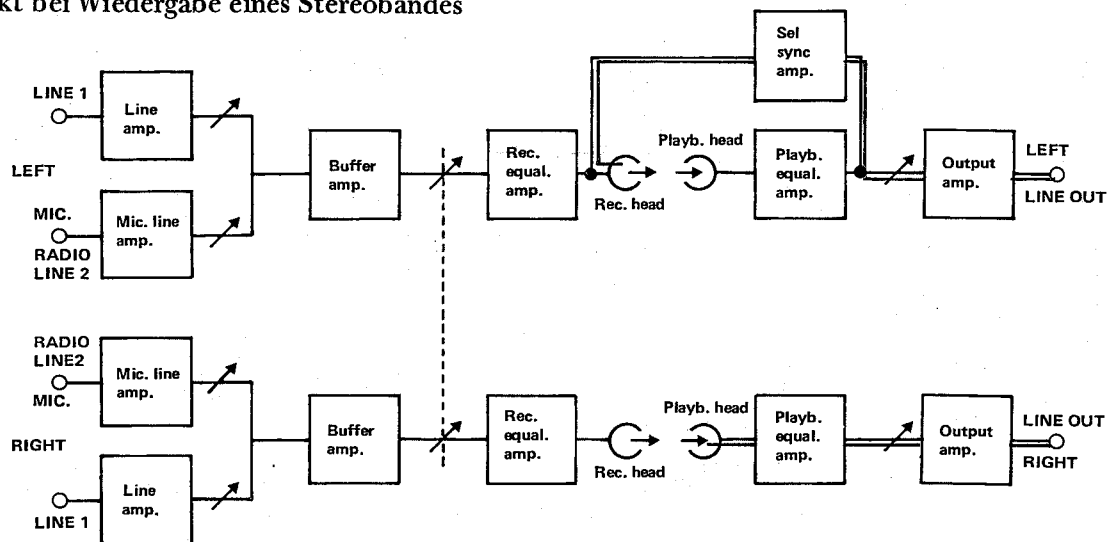 kt bei Wiedergabe eines Stereobandes
Sel
sync
amp.
LINE 1
Line
amp.
LEFT
MIC.
RADIO
LINE 2
Mic. line
amp.
Buffer
amp.
Rec.
equal.
amp.
Rec. head
Playb. head
Playb.
equal.
amp.
Output
amp.
LEFT
LINE OUT
RADIO
LINE2
MIC.
Mic. line
amp.
RIGHT
LINE 1
Line
amp.
Buffer
amp.
Rec.
equal.
amp.
Rec. head
Playb. head
Playb.
equal.
amp.
Output
amp.
LINE OUT
RIGHT